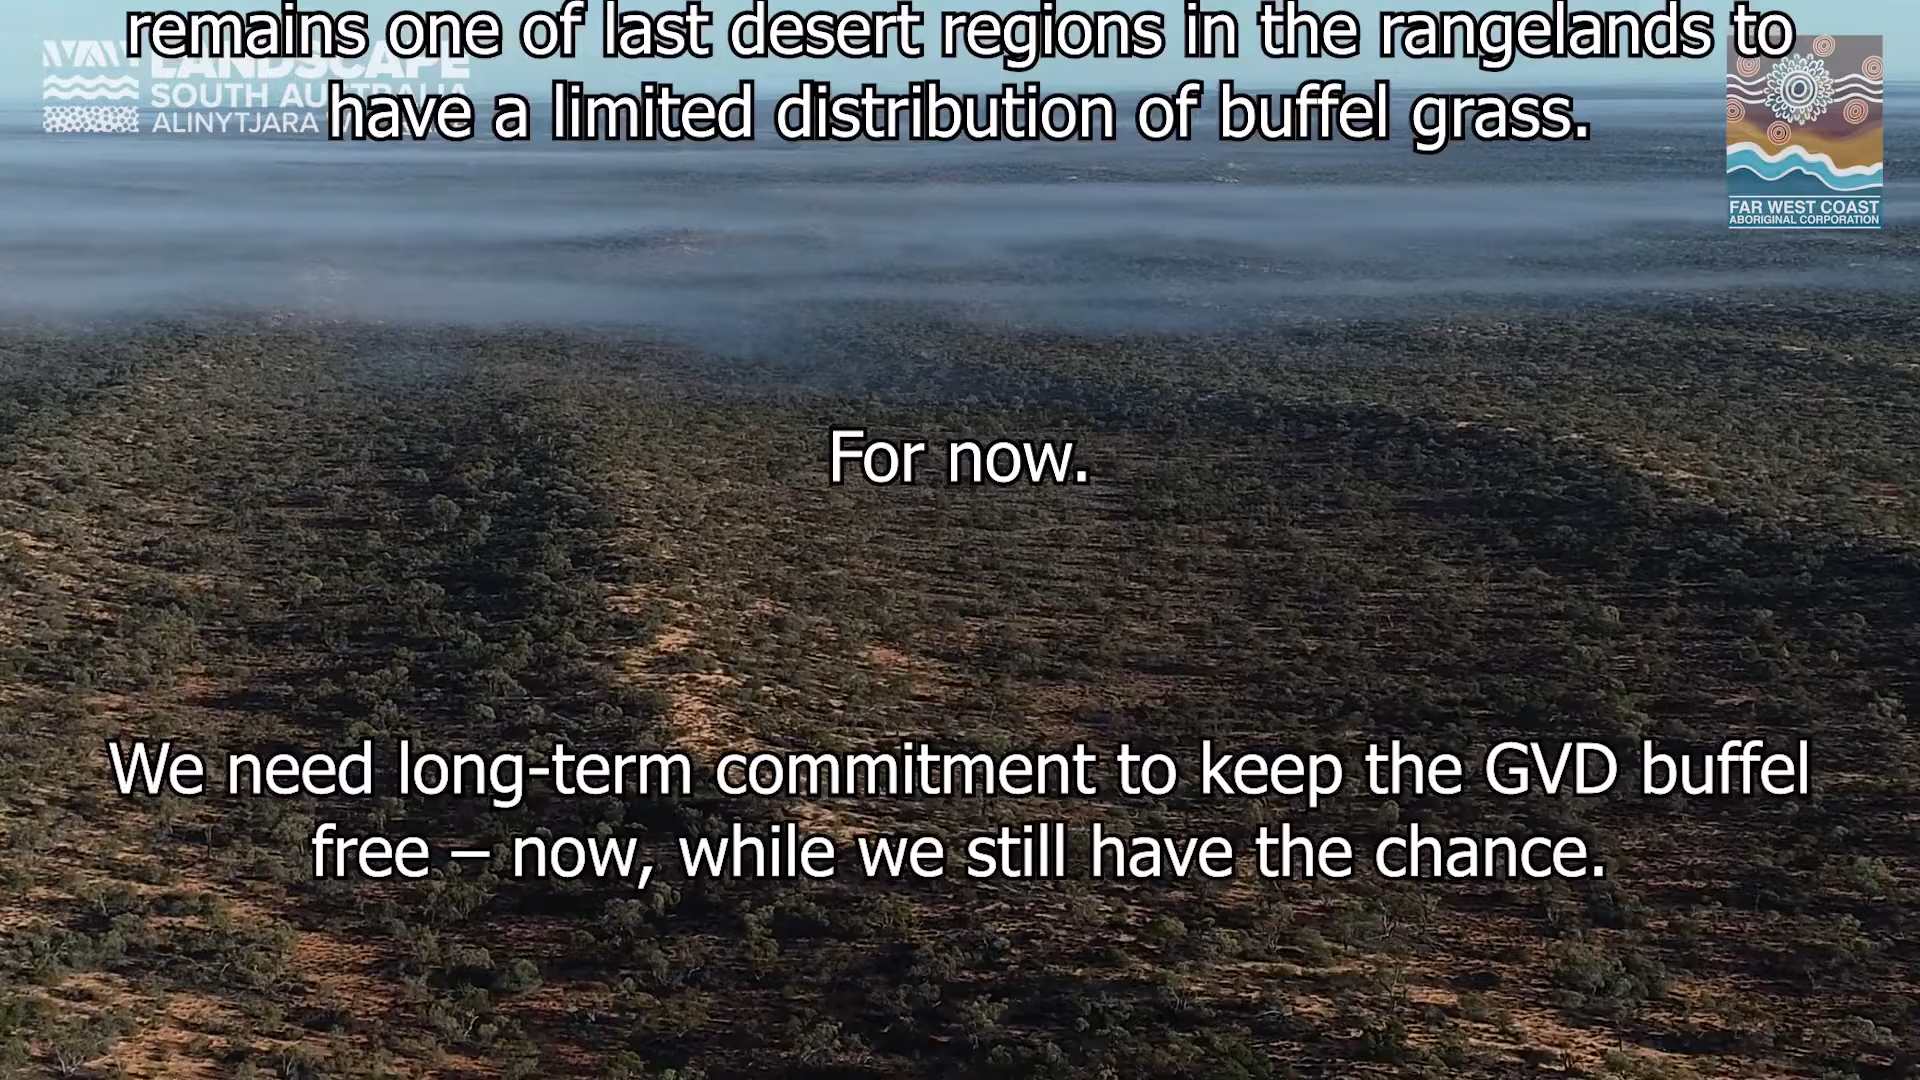 remains one of last desert regions in the rangelands to
have a limited distribution of buffel grass.
LANDSCAPE
SOUTH AUSTRALIA
ALINYTJARA
FAR WEST COAST
ABORIGINAL CORPORATION
For now.
We need long-term commitment to keep the GVD buffel
free – now, while we still have the chance.